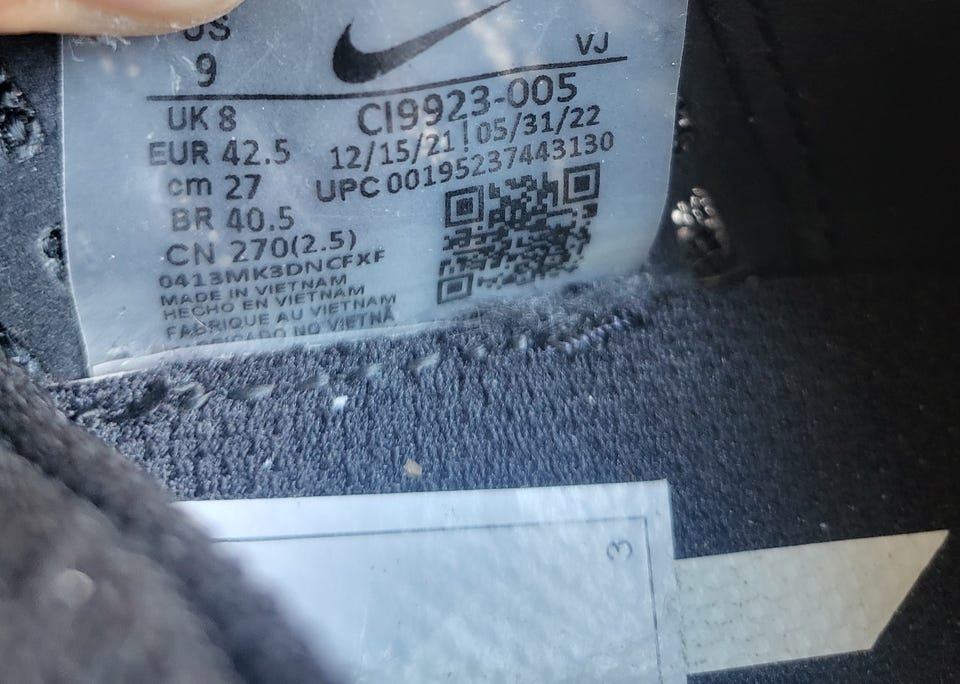 US
9
VJ
UK 8
EUR 42.5
cm 27
BR 40.5
CN 270(2.5)
0413MK3DNCFXF
MADE IN VIETNAM
HECHO EN VIETNAM
FABRIQUE AU VIETNAM
NO VIETNÃ
CI9923-005
12/15/21 | 05/31/22
UPC 00195237443130
3